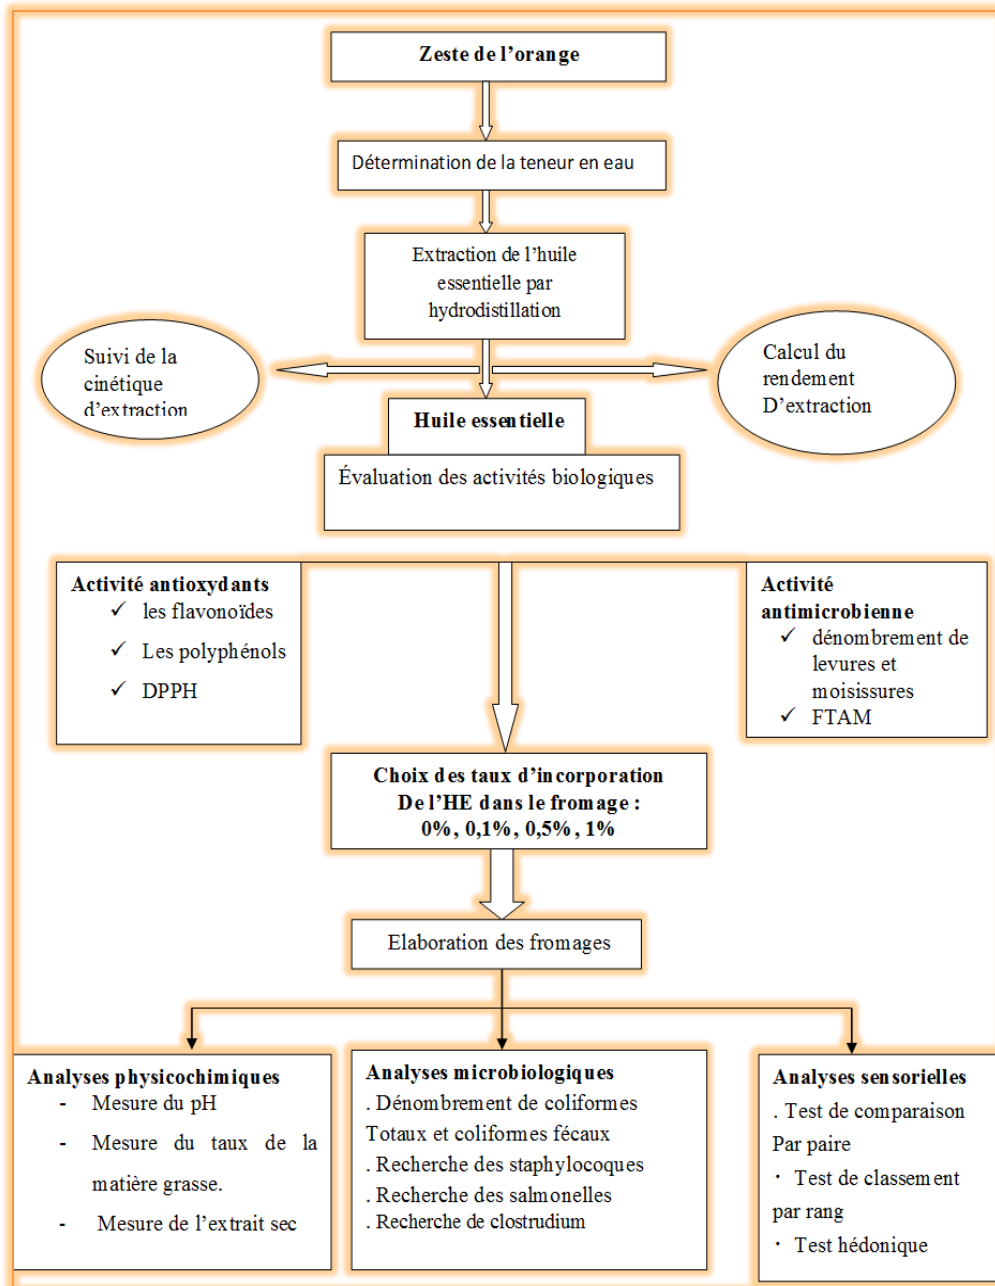 Zeste de l’orange
Détermination de la teneur en eau
Extraction de l’huile
essentielle par
hydrodistillation
Suivi de la
cinétique
d’extraction
Calcul du
rendement
D’extraction
Huile essentielle
Évaluation des activités biologiques
Activité antioxydants
✓ les flavonoïdes
✓ Les polyphénols
✓ DPPH
Activité
antimicrobienne
✓ dénombrement de
levures et
moisissures
✓ FTAM
Choix des taux d’incorporation
De l’HE dans le fromage :
0%, 0,1%, 0,5%, 1%
Elaboration des fromages
Analyses physicochimiques
- Mesure du pH
- Mesure du taux de la
matière grasse.
- Mesure de l’extrait sec
Analyses microbiologiques
. Dénombrement de coliformes
Totaux et coliformes fécaux
. Recherche des staphylocoques
. Recherche des salmonelles
. Recherche de clostrudium
Analyses sensorielles
. Test de comparaison
Par paire
· Test de classement
par rang
· Test hédonique